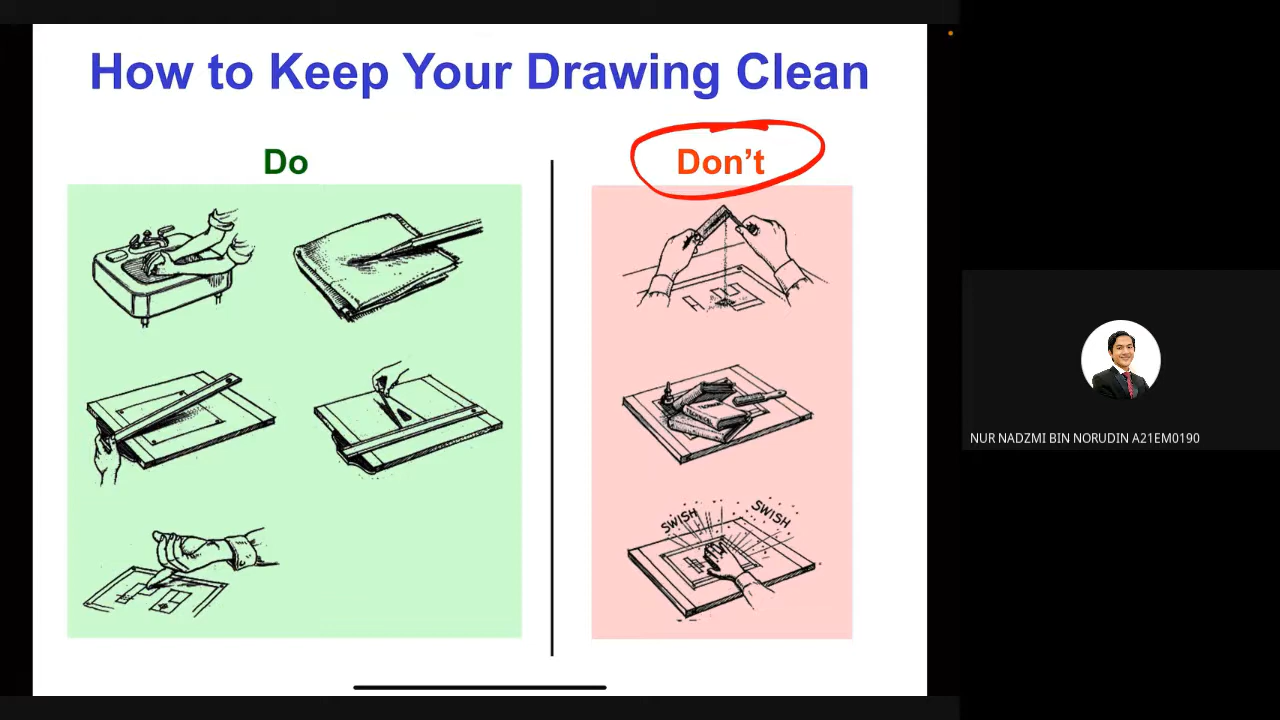 How to Keep Your Drawing Clean
Do
Don't
SWISH
SWISH
NUR NADZMI BIN NORUDIN A21EM0190